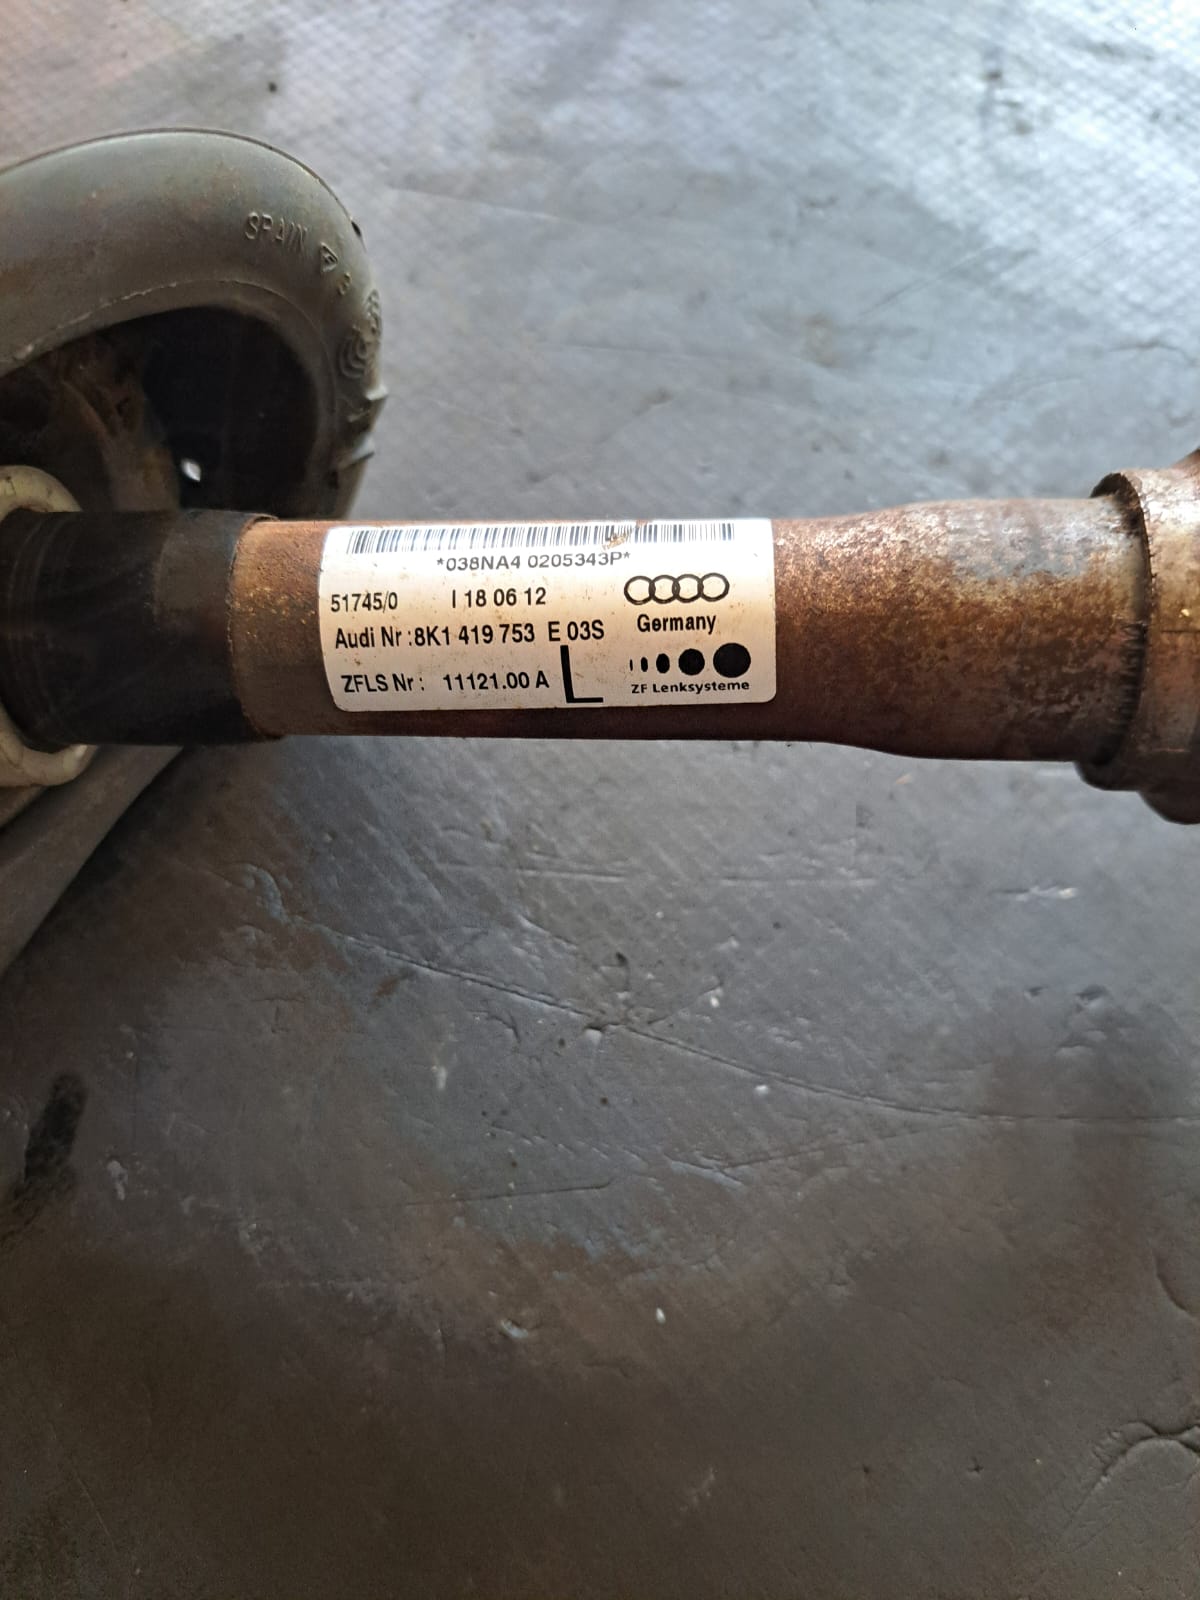 SPAIN
3
*038NA4 0205343P*
51745/0 I 18 06 12
Audi Nr :8K1 419 753 E 03S
Germany
ZFLS Nr : 11121.00 A
L
ZF Lenksysteme